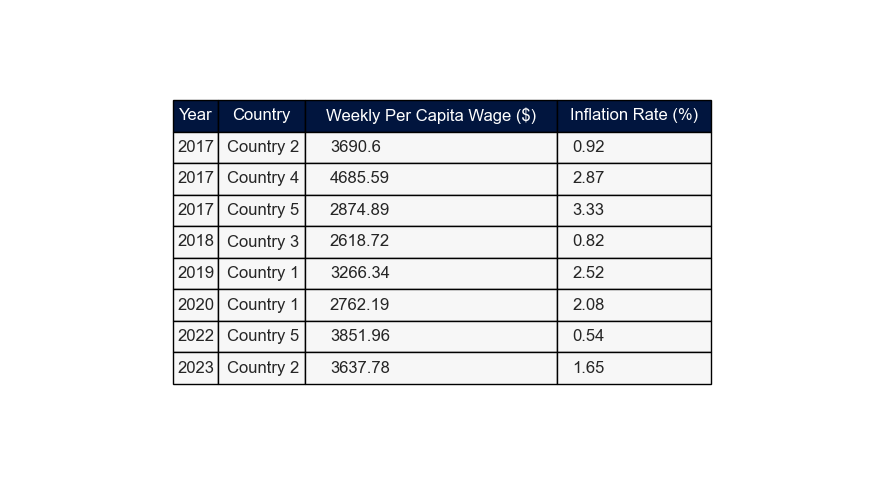 Year Country Weekly Per Capita Wage ($) Inflation Rate (%)
2017 Country 2 3690.6 0.92
2017 Country 4 4685.59 2.87
2017 Country 5 2874.89 3.33
2018 Country 3 2618.72 0.82
2019 Country 1 3266.34 2.52
2020 Country 1 2762.19 2.08
2022 Country 5 3851.96 0.54
2023 Country 2 3637.78 1.65